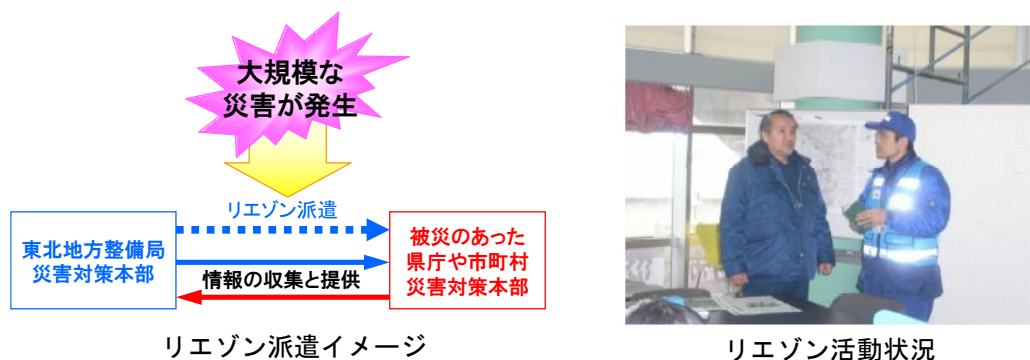 大規模な
災害が発生
リエゾン派遣
東北地方整備局
災害対策本部
情報の収集と提供
被災のあった
県庁や市町村
災害対策本部
リエゾン派遣イメージ
リエゾン活動状況